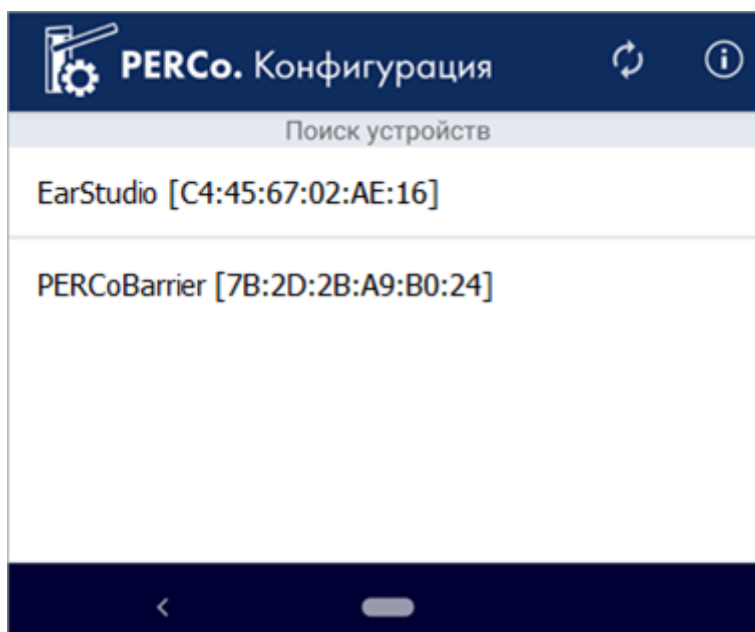 PERCo. Конфигурация
Поиск устройств
EarStudio [C4:45:67:02:AE:16]
PERCoBarrier [7B:2D:2B:A9:B0:24]